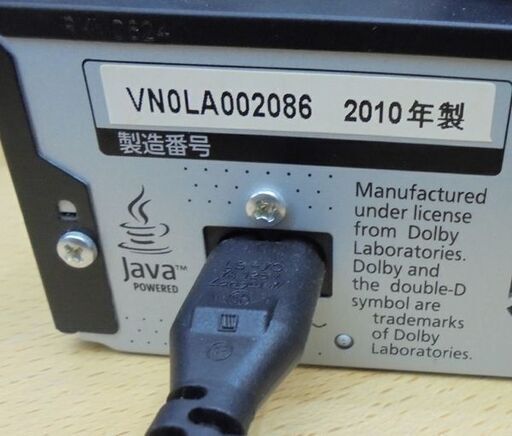 VN0LA002086 2010年製
製造番号
Java™
POWERED
Manufactured
under license
from Dolby
Laboratories.
Dolby and
the double-D
symbol are
trademarks
of Dolby
Laboratories.